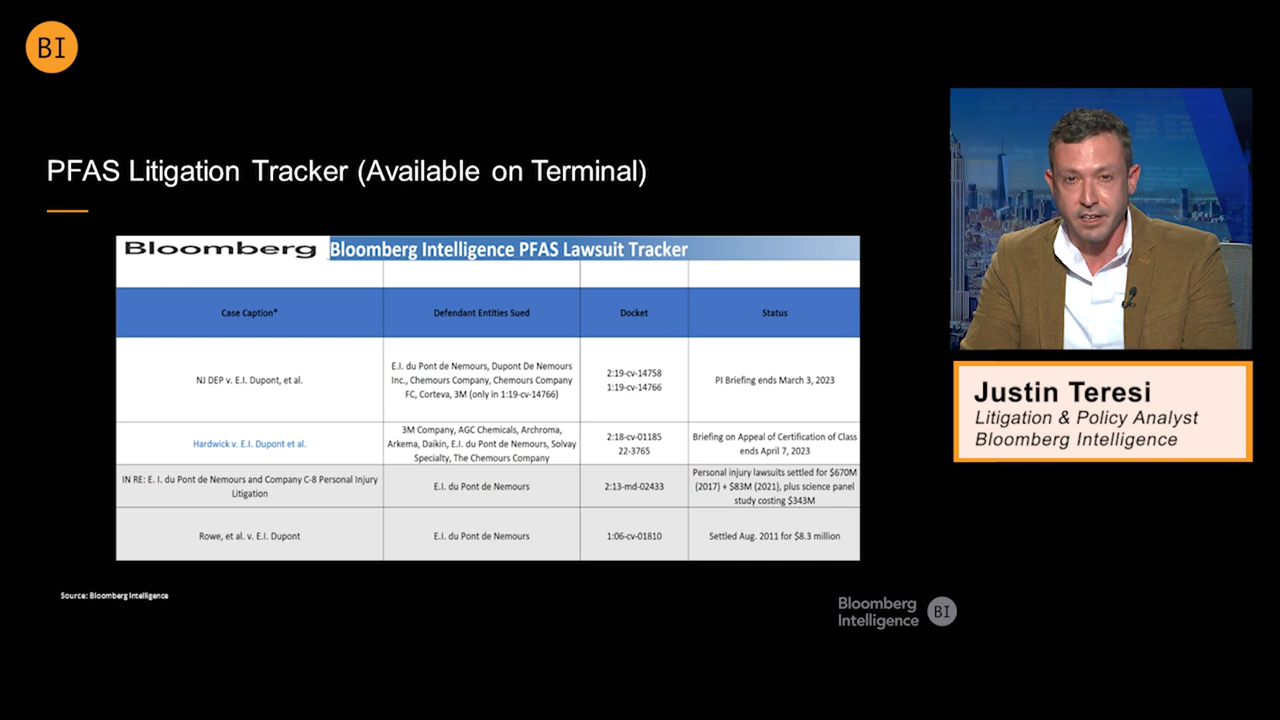 BI
PFAS Litigation Tracker (Available on Terminal)
Bloomberg Bloomberg Intelligence PFAS Lawsuit Tracker
Case Caption* Defendant Entities Sued Docket Status
NJ DEP v. E.I. Dupont, et al.
E.I. du Pont de Nemours, Dupont De Nemours
Inc., Chemours Company, Chemours Company
FC, Corteva, 3M (only in 1:19-cv-14766)
2:19-cv-14758
1:19-cv-14766
PI Briefing ends March 3, 2023
Hardwick v. E.I. Dupont et al.
3M Company, AGC Chemicals, Archroma,
Arkema, Daikin, E.I. du Pont de Nemours, Solvay
Specialty, The Chemours Company
2:18-cv-01185
22-3765
Briefing on Appeal of Certification of Class
ends April 7, 2023
IN RE: E. I. du Pont de Nemours and Company C-8 Personal Injury
Litigation
E.I. du Pont de Nemours
2:13-md-02433
Personal injury lawsuits settled for $670M
(2017) + $83M (2021), plus science panel
study costing $343M
Rowe, et al. v. E.I. Dupont
E.I. du Pont de Nemours
1:06-cv-01810
Settled Aug. 2011 for $8.3 million
Source: Bloomberg Intelligence
Bloomberg
Intelligence
BI
Justin Teresi
Litigation & Policy Analyst
Bloomberg Intelligence